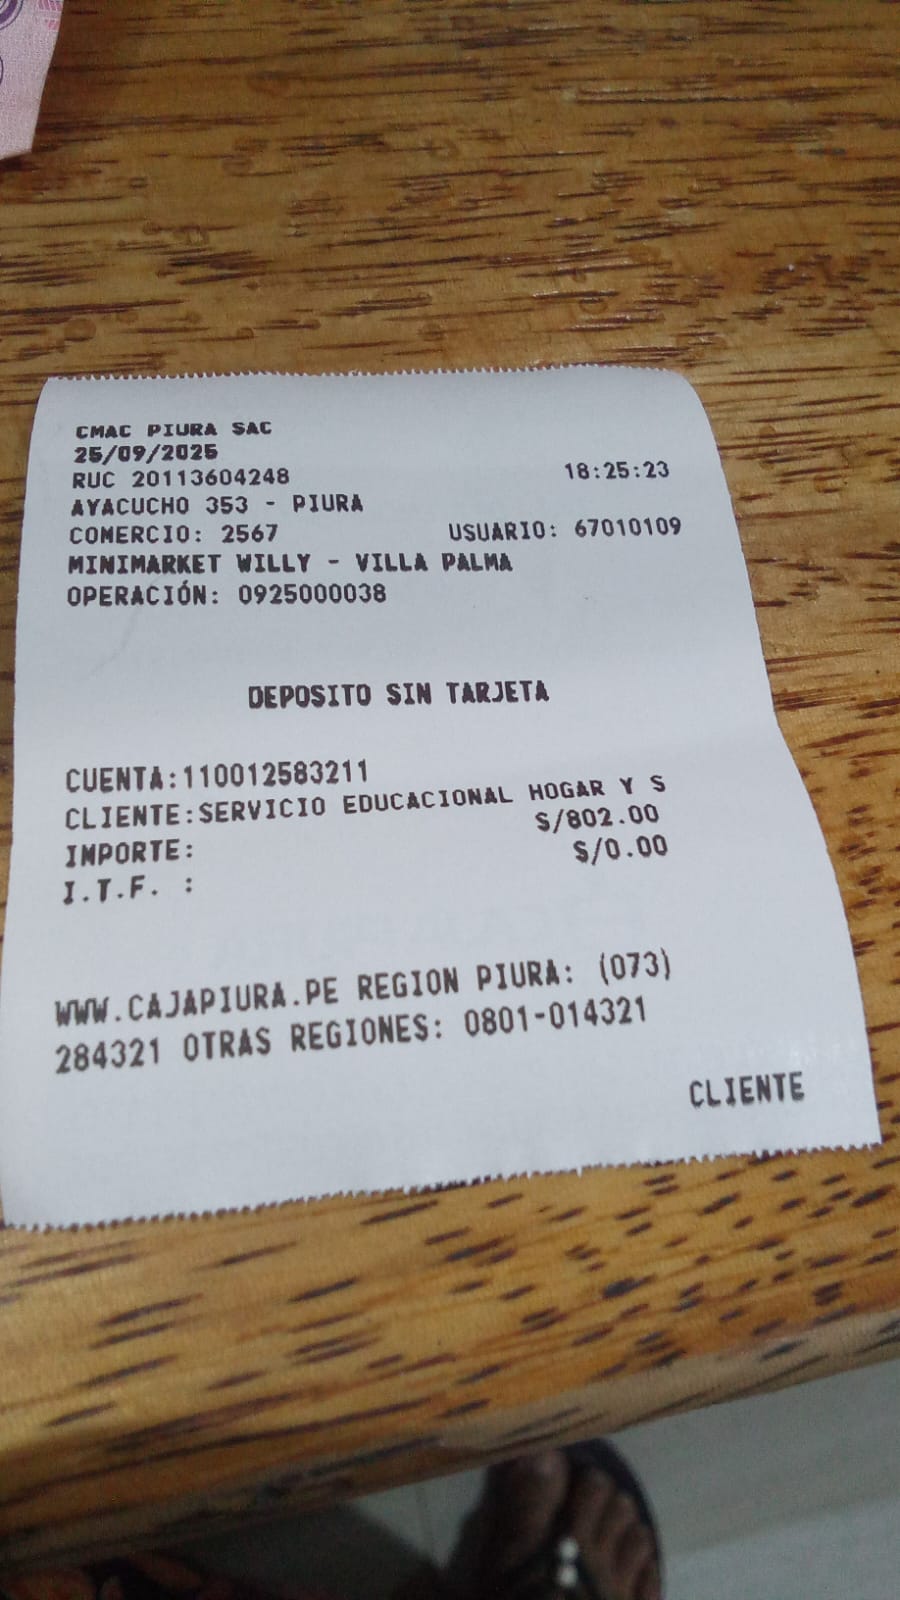 CMAC PIURA SAC
25/09/2025
RUC 20113604248 18:25:23
AYACUCHO 353 - PIURA
COMERCIO: 2567 USUARIO: 67010109
MINIMARKET WILLY - VILLA PALMA
OPERACIÓN: 0925000038
DEPOSITO SIN TARJETA
CUENTA:110012583211
CLIENTE:SERVICIO EDUCACIONAL HOGAR Y S
IMPORTE: S/802.00
I.T.F. : S/0.00
WWW.CAJAPIURA.PE REGION PIURA: (073)
284321 OTRAS REGIONES: 0801-014321
CLIENTE